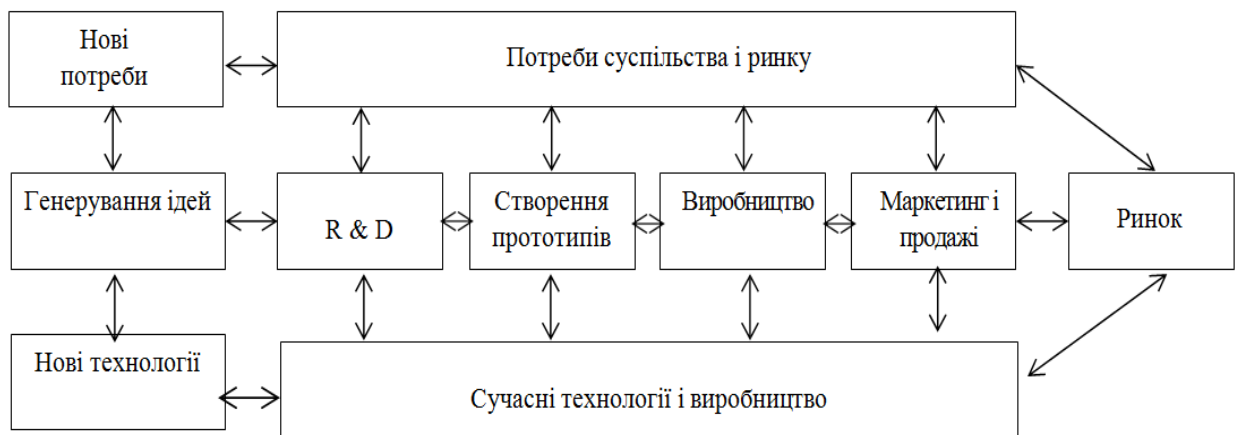 Нові
потреби
Потреби суспільства і ринку
Генерування ідей
R & D
Створення
прототипів
Виробництво
Маркетинг і
продажі
Ринок
Нові технології
Сучасні технології і виробництво